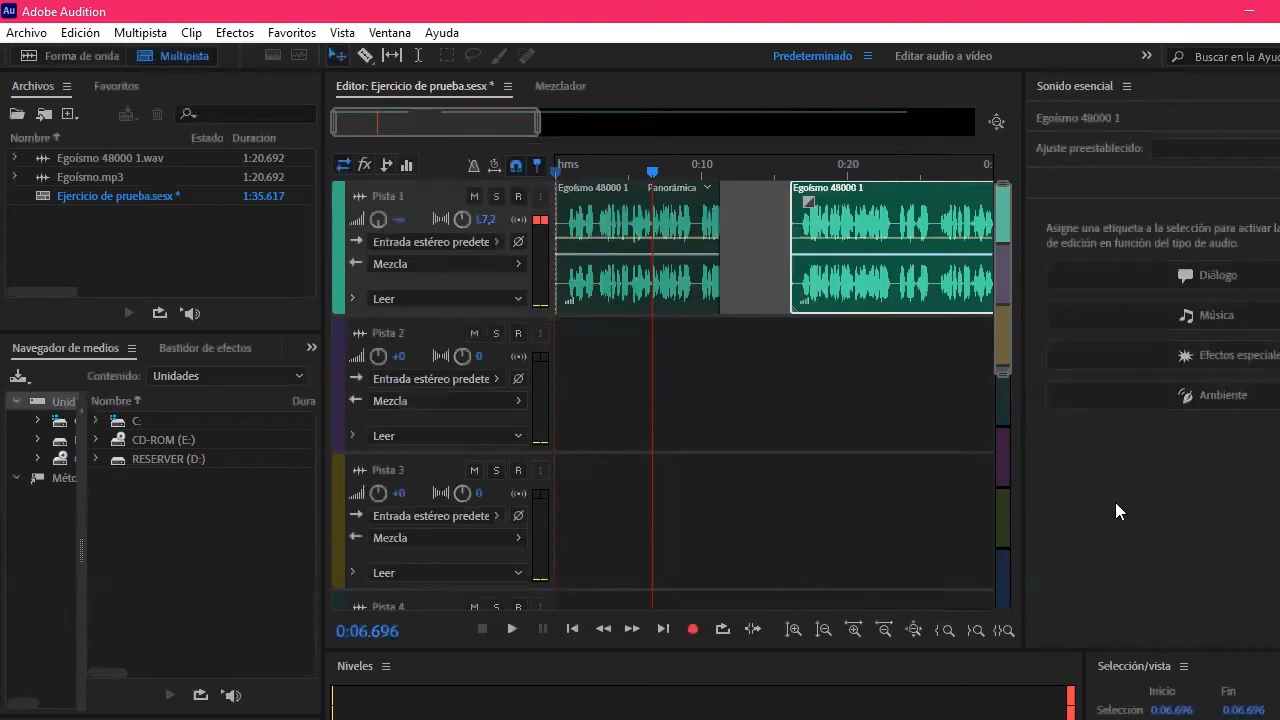 Au Adobe Audition
Archivo Edición Multipista Clip Efectos Favoritos Vista Ventana Ayuda
Forma de onda Multipista Predeterminado Editar audio a vídeo Buscar en la Ayu
Archivos Favoritos
Nombre Estado Duración
Egoísmo 48000 1.wav 1:20.692
Egoísmo.mp3 1:20.692
Ejercicio de prueba.sesx * 1:35.617
Navegador de medios Bastidor de efectos
Contenido: Unidades
Unid Nombre Dura
C:
CD-ROM (E:)
RESERVER (D:)
Méto
Editor: Ejercicio de prueba.sesx * Mezclador
fx hms 0:10 0:20 0:
Pista 1 M S R I
L7,2
Entrada estéreo predete
Mezcla
Leer
Egoísmo 48000 1 Panorámica Egoísmo 48000 1
Pista 2 M S R I
+0 0
Entrada estéreo predete
Mezcla
Leer
Pista 3 M S R I
+0 0
Entrada estéreo predete
Mezcla
Leer
Pista 4 M S R I
0:06.696
Niveles
Sonido esencial
Egoísmo 48000 1
Ajuste preestablecido:
Asigne una etiqueta a la selección para activar la
de edición en función del tipo de audio.
Diálogo
Música
Efectos especiale
Ambiente
Selección/vista
Inicio Fin
Selección 0:06.696 0:06.696